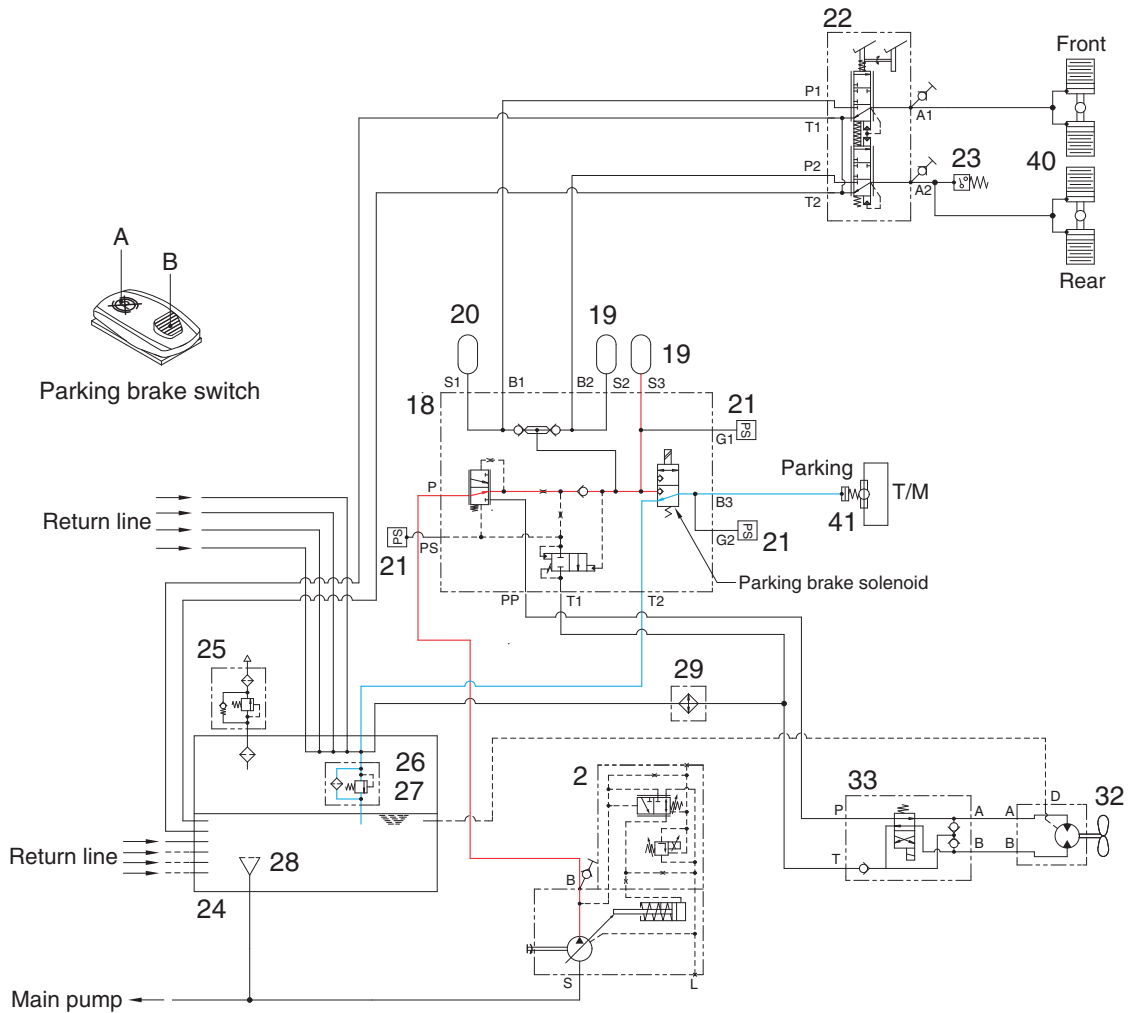 22
Front
P1
T1
A1
P2
T2
A2
23
40
Rear
A
B
Parking brake switch
20
19
19
S1
B1
B2
S2
S3
18
21
PS
G1
P
Parking
T/M
B3
41
Return line
PS
21
PS
G2
PS
21
Parking brake solenoid
PP
T1
T2
25
29
26
27
2
33
D
32
P
A
A
B
B
T
Return line
28
24
B
S
L
Main pump